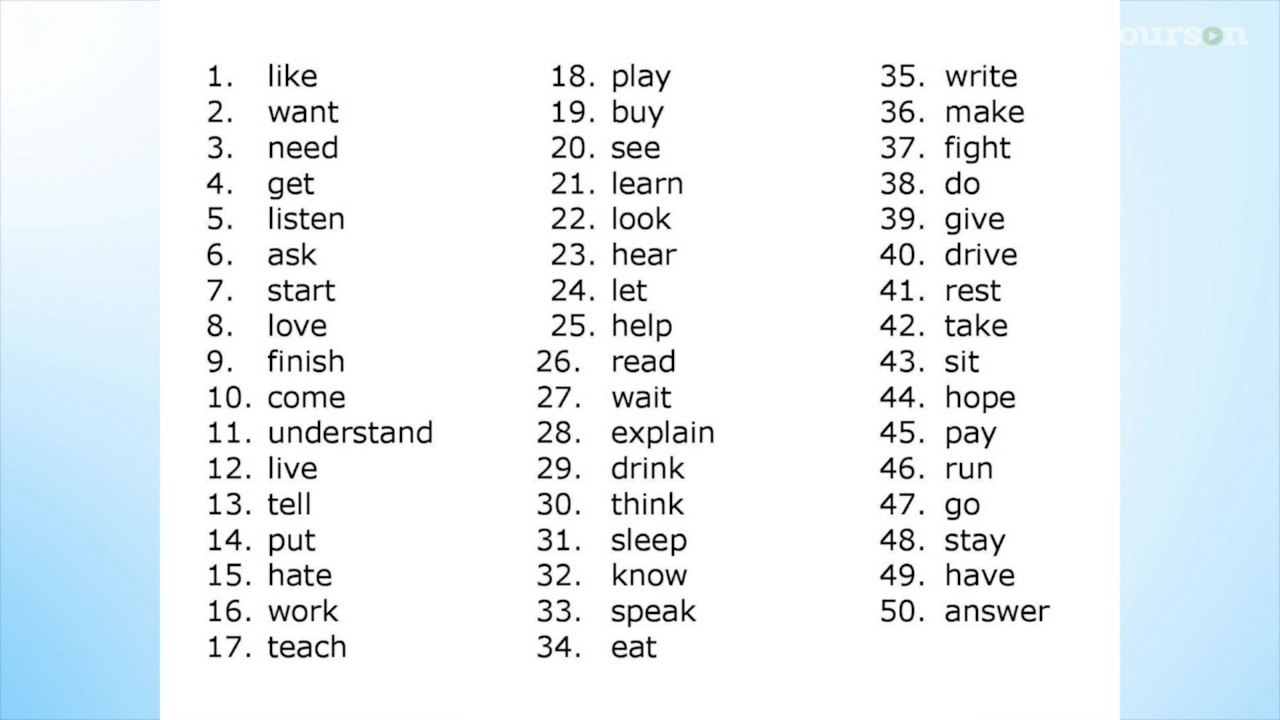 1. like
2. want
3. need
4. get
5. listen
6. ask
7. start
8. love
9. finish
10. come
11. understand
12. live
13. tell
14. put
15. hate
16. work
17. teach
18. play
19. buy
20. see
21. learn
22. look
23. hear
24. let
25. help
26. read
27. wait
28. explain
29. drink
30. think
31. sleep
32. know
33. speak
34. eat
35. write
36. make
37. fight
38. do
39. give
40. drive
41. rest
42. take
43. sit
44. hope
45. pay
46. run
47. go
48. stay
49. have
50. answer